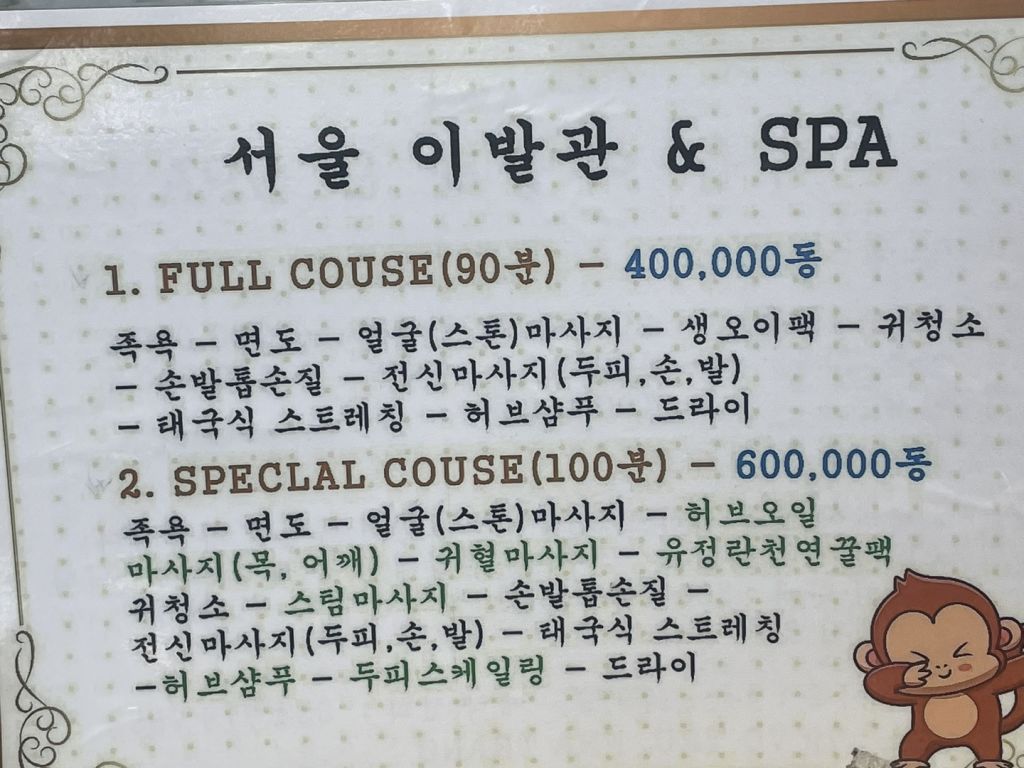 서울 이발관 & SPA
1. FULL COUSE(90분) - 400,000동
족욕 - 면도 - 얼굴(스톤)마사지 - 생오이팩 - 귀청소
- 손발톱손질 - 전신마사지(두피,손,발)
- 태국식 스트레칭 - 허브샴푸 - 드라이
2. SPECLAL COUSE(100분) - 600,000동
족욕 - 면도 - 얼굴(스톤)마사지 - 허브오일
마사지(목, 어깨) - 귀혈마사지 - 유정란천연꿀팩
귀청소 - 스팀마사지 - 손발톱손질 -
전신마사지(두피,손,발) - 태국식 스트레칭
-허브샴푸 - 두피스케일링 - 드라이